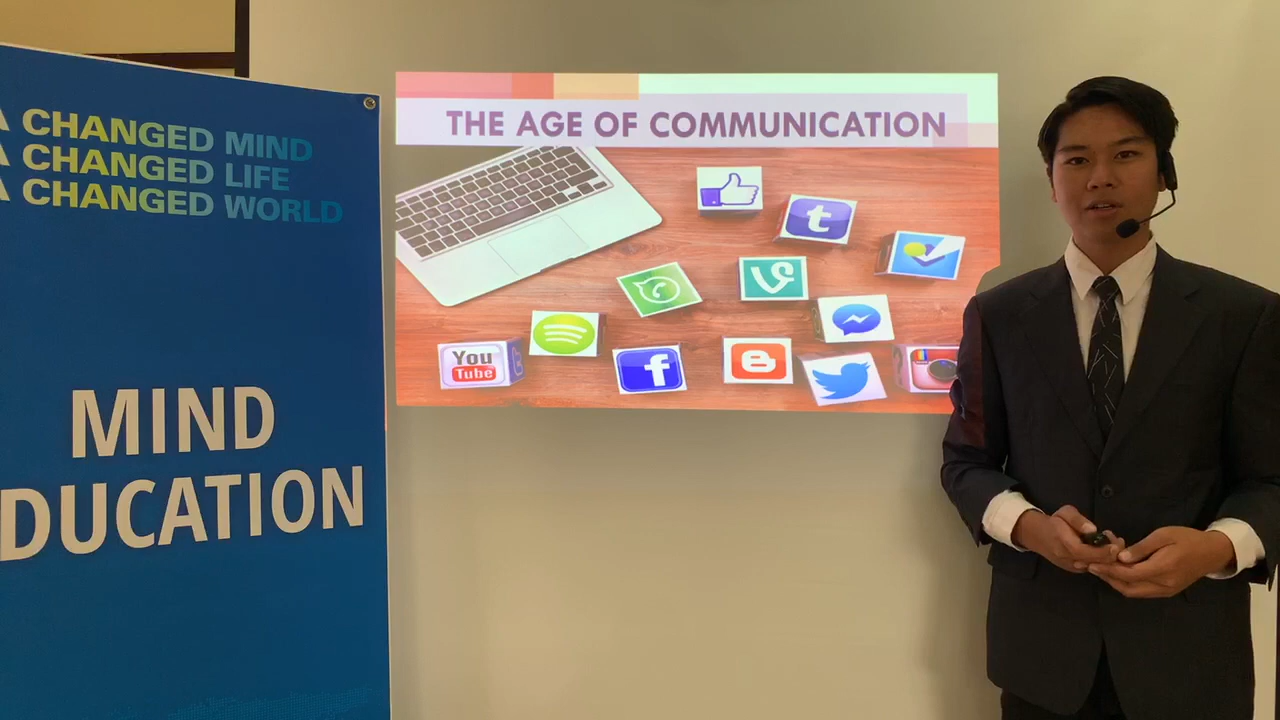 A CHANGED MIND
A CHANGED LIFE
A CHANGED WORLD
MIND
DUCATION
THE AGE OF COMMUNICATION
t
You
Tube
f